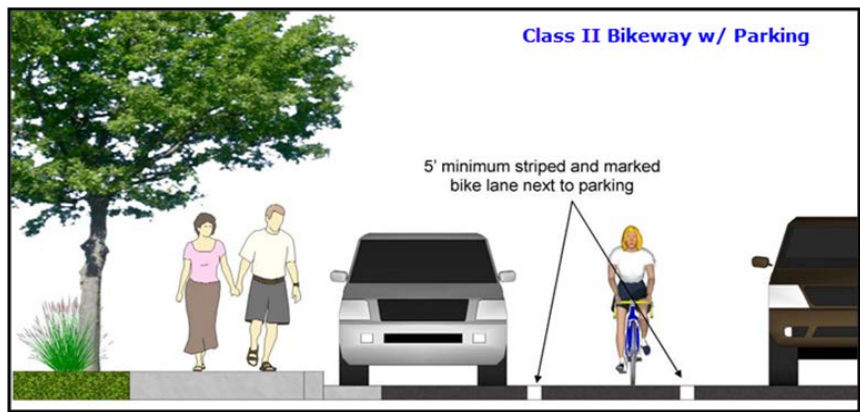 Class II Bikeway w/ Parking
5' minimum striped and marked
bike lane next to parking